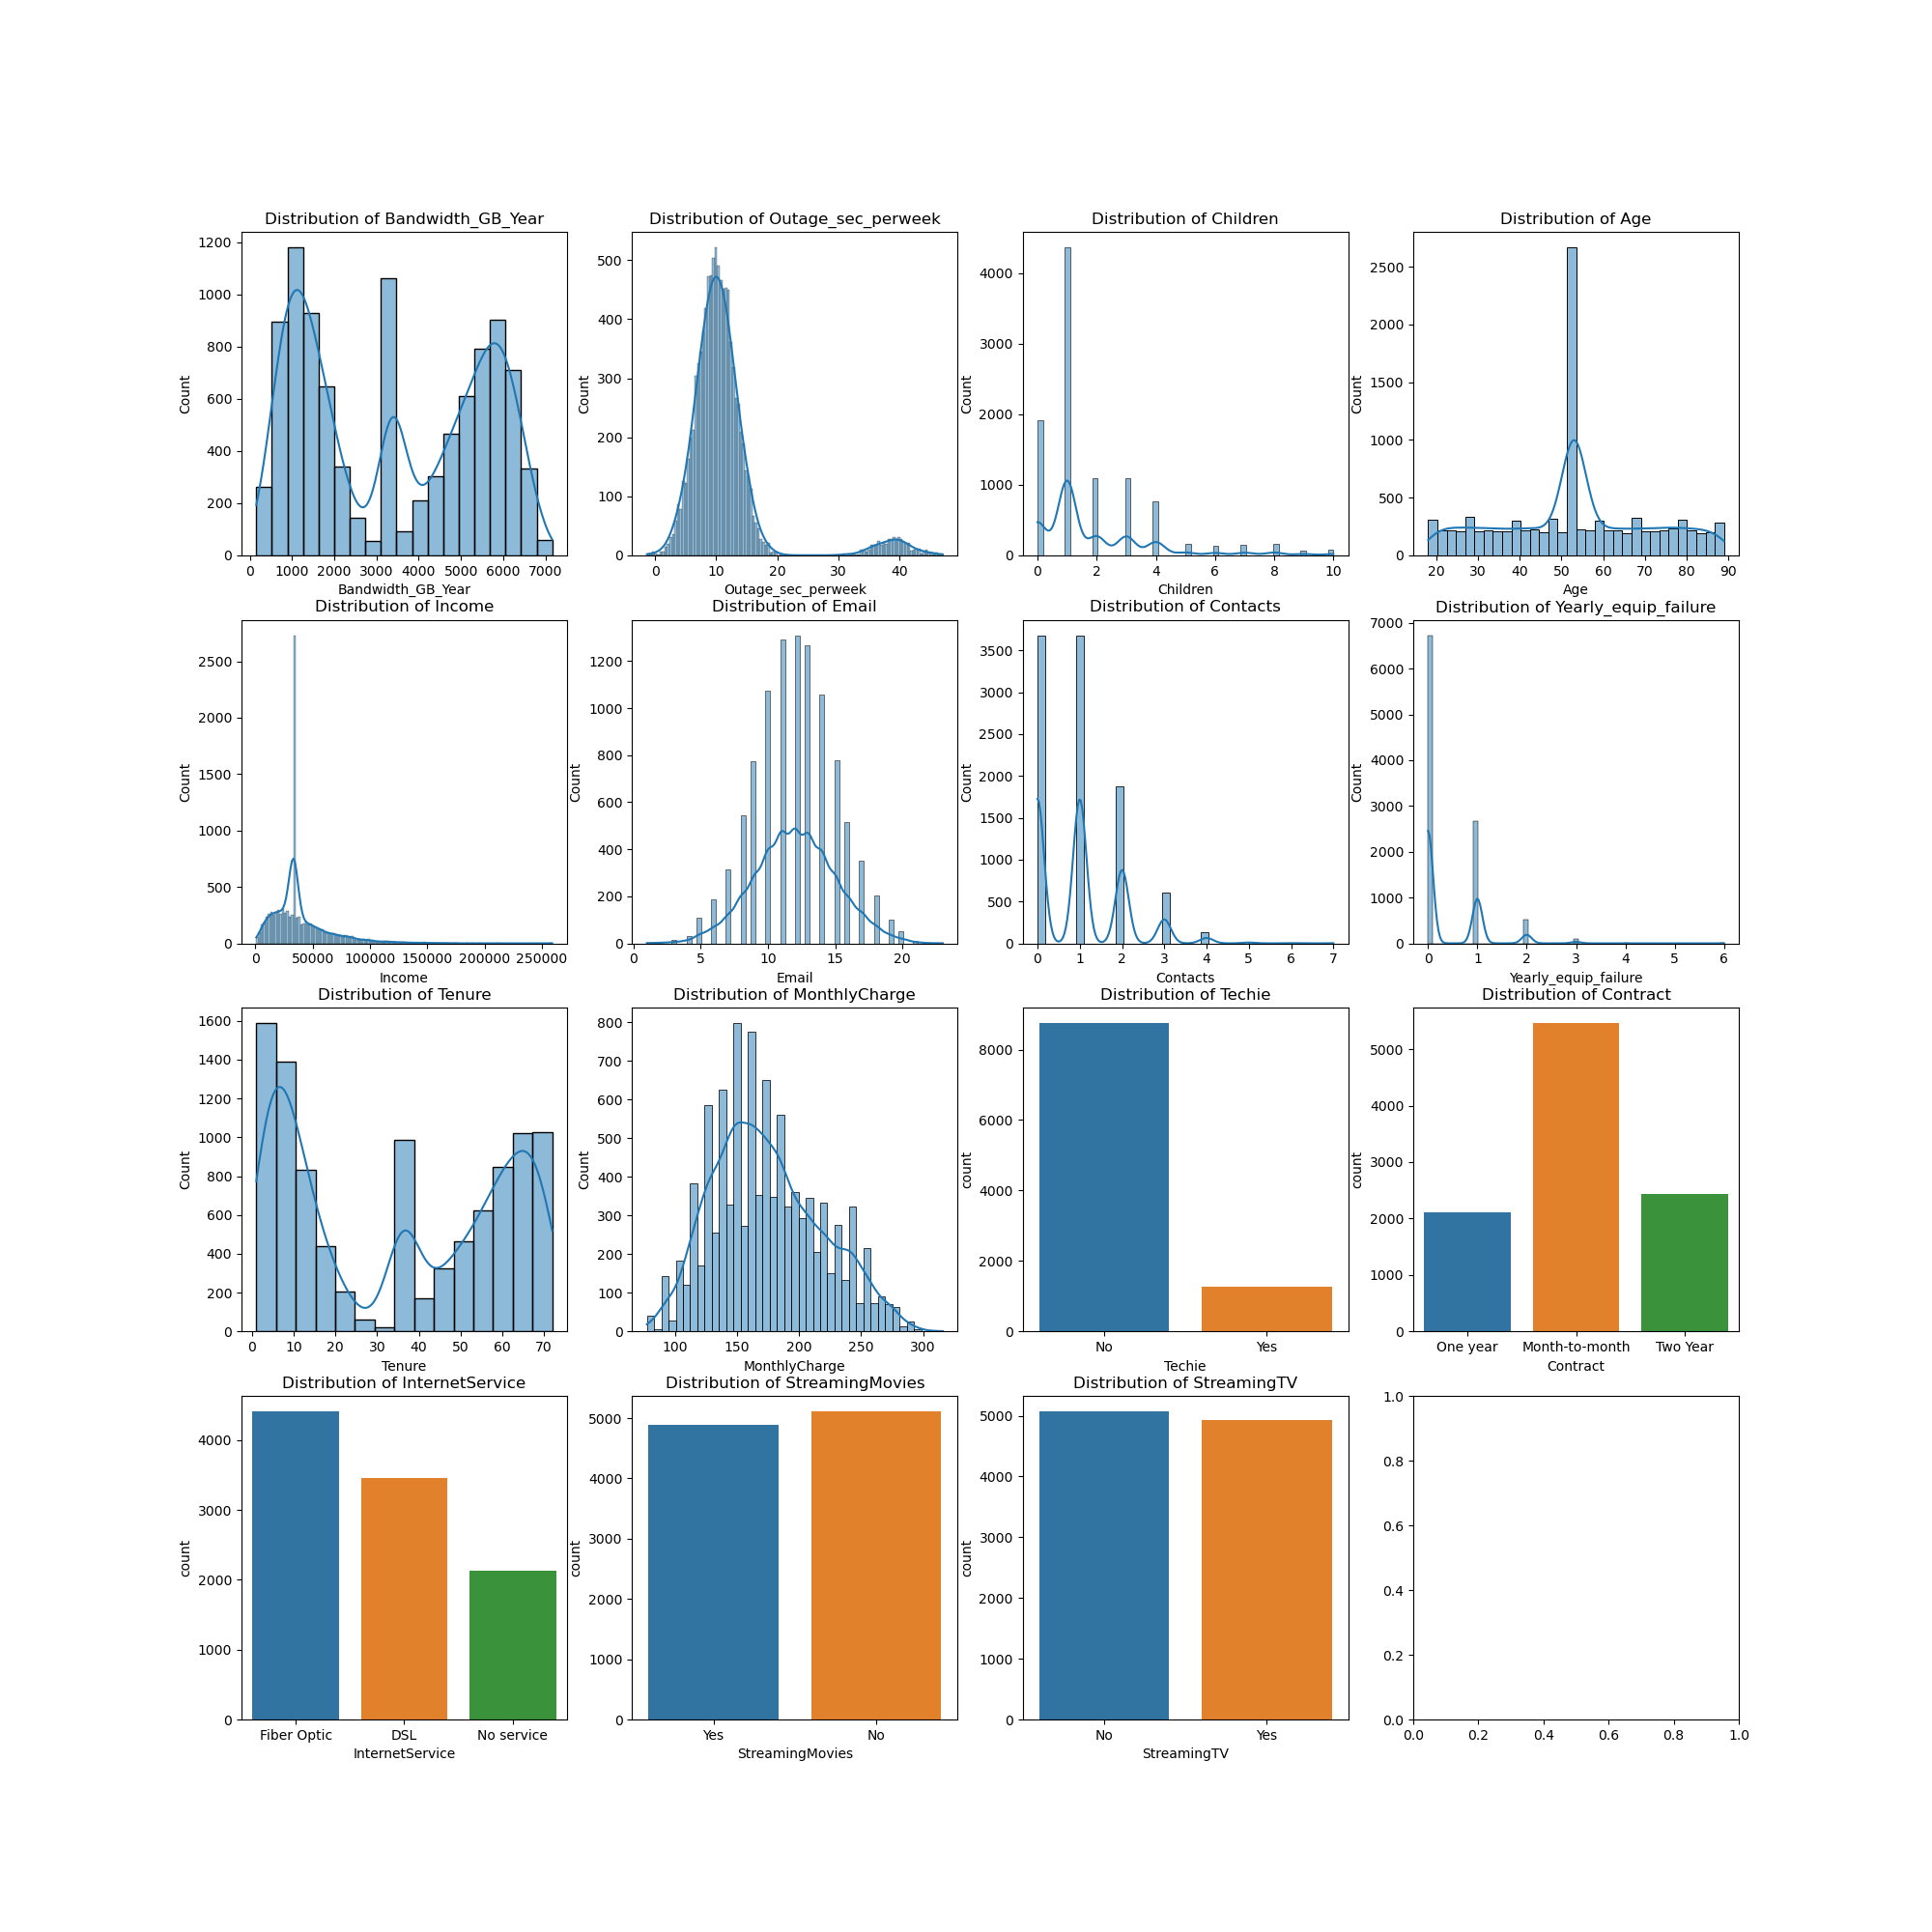 Distribution of Bandwidth_GB_Year
Count
0 200 400 600 800 1000 1200
0 1000 2000 3000 4000 5000 6000 7000
Bandwidth_GB_Year
Distribution of Outage_sec_perweek
Count
0 100 200 300 400 500
0 10 20 30 40
Outage_sec_perweek
Distribution of Children
Count
0 1000 2000 3000 4000
0 2 4 6 8 10
Children
Distribution of Age
Count
0 500 1000 1500 2000 2500
20 30 40 50 60 70 80 90
Age
Distribution of Income
Count
0 500 1000 1500 2000 2500
0 50000 100000 150000 200000 250000
Income
Distribution of Email
Count
0 200 400 600 800 1000 1200
0 5 10 15 20
Email
Distribution of Contacts
Count
0 500 1000 1500 2000 2500 3000 3500
0 1 2 3 4 5 6 7
Contacts
Distribution of Yearly_equip_failure
Count
0 1000 2000 3000 4000 5000 6000 7000
0 1 2 3 4 5 6
Yearly_equip_failure
Distribution of Tenure
Count
0 200 400 600 800 1000 1200 1400 1600
0 10 20 30 40 50 60 70
Tenure
Distribution of MonthlyCharge
Count
0 100 200 300 400 500 600 700 800
100 150 200 250 300
MonthlyCharge
Distribution of Techie
count
0 2000 4000 6000 8000
No Yes
Techie
Distribution of Contract
count
0 1000 2000 3000 4000 5000
One year Month-to-month Two Year
Contract
Distribution of InternetService
count
0 1000 2000 3000 4000
Fiber Optic DSL No service
InternetService
Distribution of StreamingMovies
count
0 1000 2000 3000 4000 5000
Yes No
StreamingMovies
Distribution of StreamingTV
count
0 1000 2000 3000 4000 5000
No Yes
StreamingTV
0.0 0.2 0.4 0.6 0.8 1.0
0.0 0.2 0.4 0.6 0.8 1.0